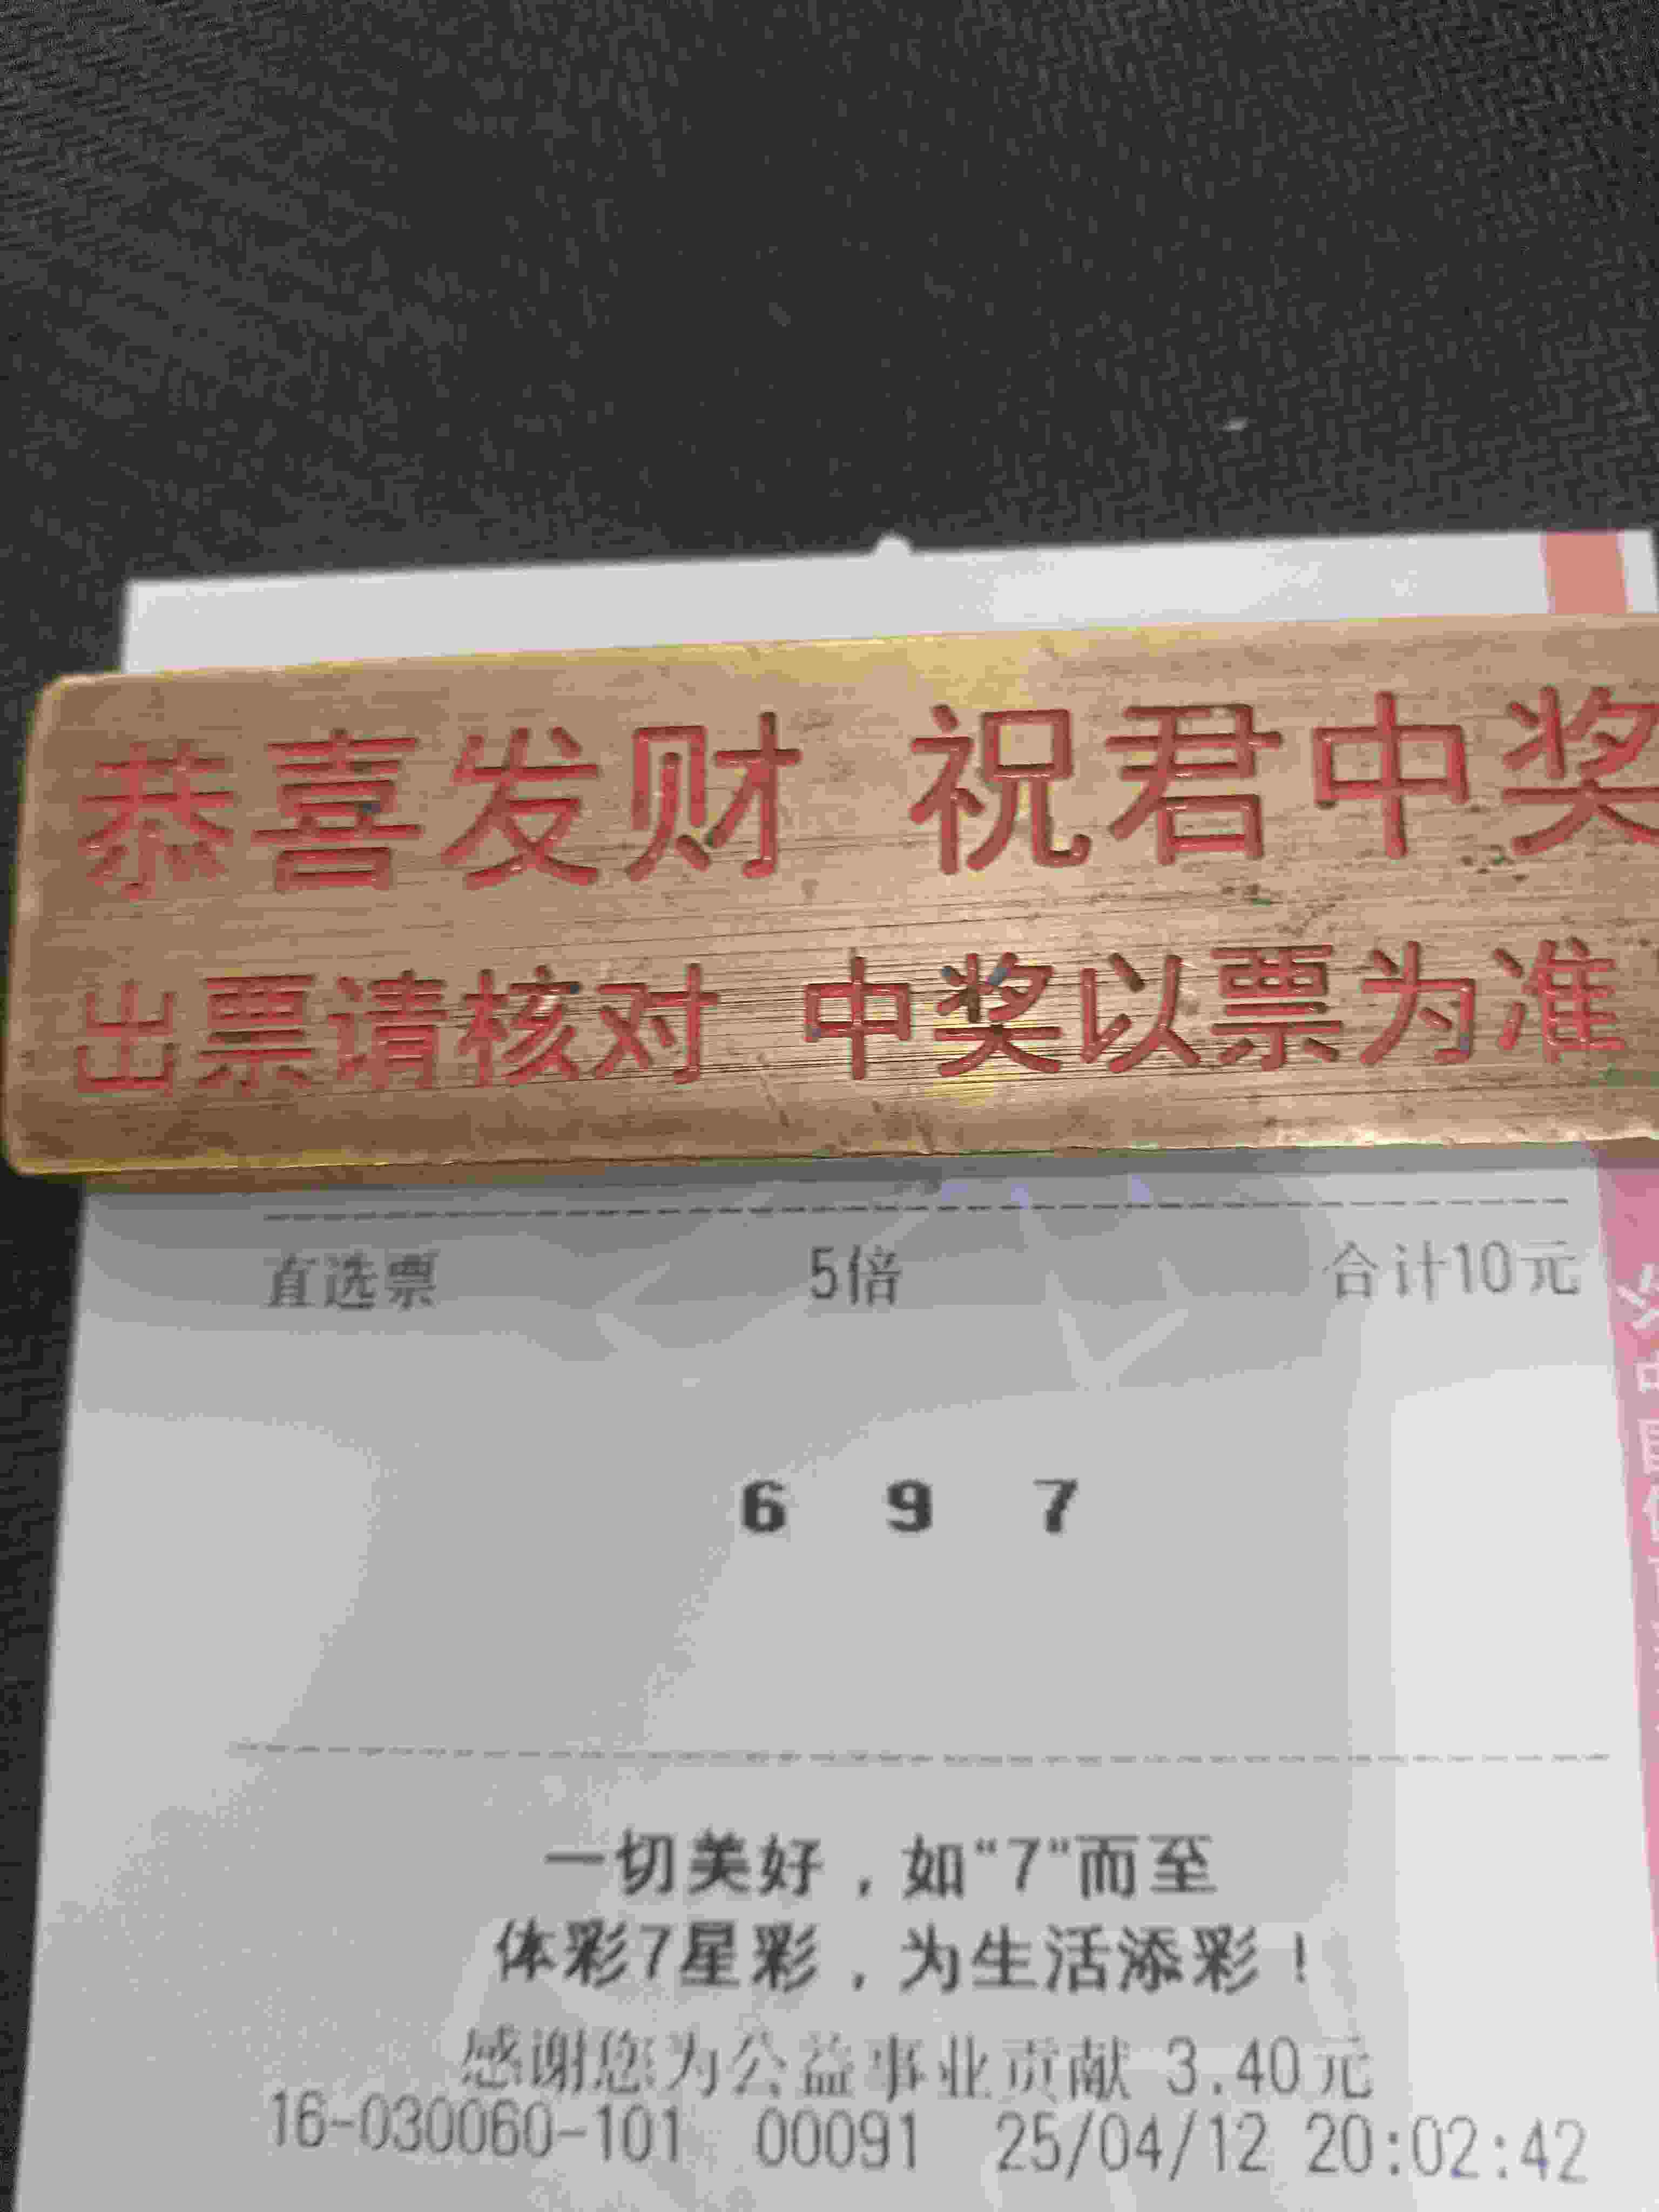 恭喜发财 祝君中奖
出票请核对 中奖以票为准
直选票 5倍 合计10元
6 9 7
一切美好，如“7”而至
体彩7星彩，为生活添彩！
感谢您为公益事业贡献 3.40元
16-030060-101 00091 25/04/12 20:02:42